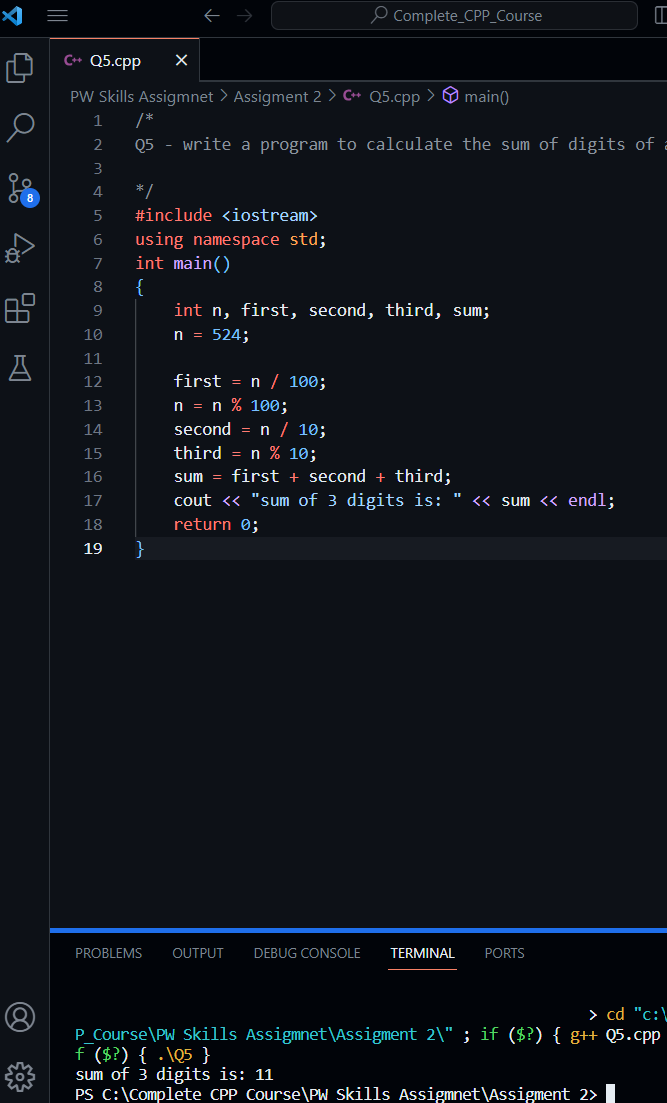 Complete_CPP_Course
C++ Q5.cpp
PW Skills Assigmnet > Assigment 2 > C++ Q5.cpp > main()
1 /*
2 Q5 - write a program to calculate the sum of digits of a
3
4 */
5 #include <iostream>
6 using namespace std;
7 int main()
8 {
9 int n, first, second, third, sum;
10 n = 524;
11
12 first = n / 100;
13 n = n % 100;
14 second = n / 10;
15 third = n % 10;
16 sum = first + second + third;
17 cout << "sum of 3 digits is: " << sum << endl;
18 return 0;
19 }
8
PROBLEMS OUTPUT DEBUG CONSOLE TERMINAL PORTS
> cd "c:\
P_Course\PW Skills Assigmnet\Assigment 2\" ; if ($?) { g++ Q5.cpp
f ($?) { .\Q5 }
sum of 3 digits is: 11
PS C:\Complete_CPP_Course\PW Skills Assigmnet\Assigment 2>